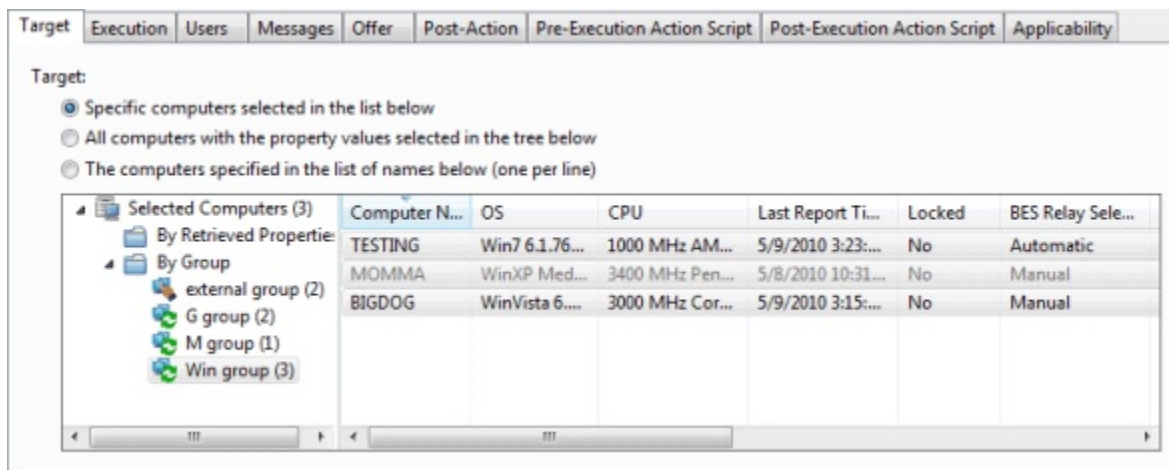 Target Execution Users Messages Offer Post-Action Pre-Execution Action Script Post-Execution Action Script Applicability
Target:
Specific computers selected in the list below
All computers with the property values selected in the tree below
The computers specified in the list of names below (one per line)
Selected Computers (3)
By Retrieved Propertie
By Group
external group (2)
G group (2)
M group (1)
Win group (3)
Computer N... OS CPU Last Report Ti... Locked BES Relay Sele...
TESTING Win7 6.1.76... 1000 MHz AM... 5/9/2010 3:23:... No Automatic
MOMMA WinXP Med... 3400 MHz Pen... 5/8/2010 10:31... No Manual
BIGDOG WinVista 6.... 3000 MHz Cor... 5/9/2010 3:15:... No Manual